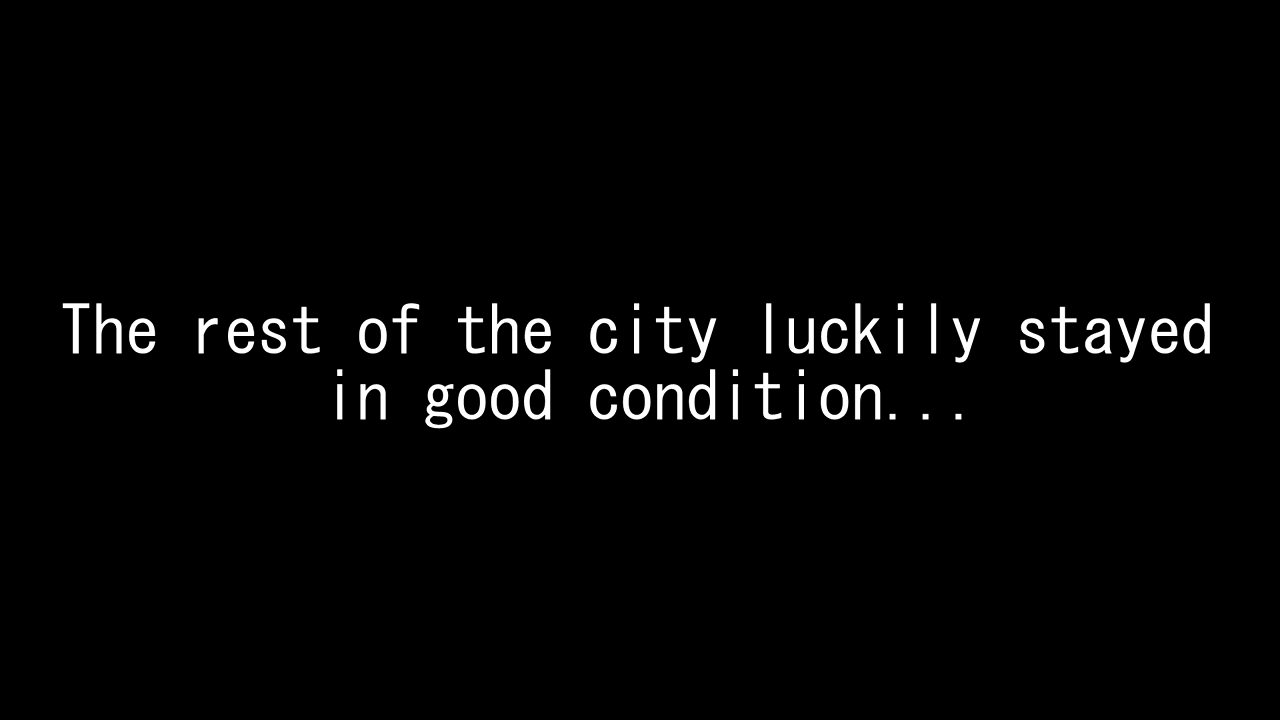 The rest of the city luckily stayed
in good condition...